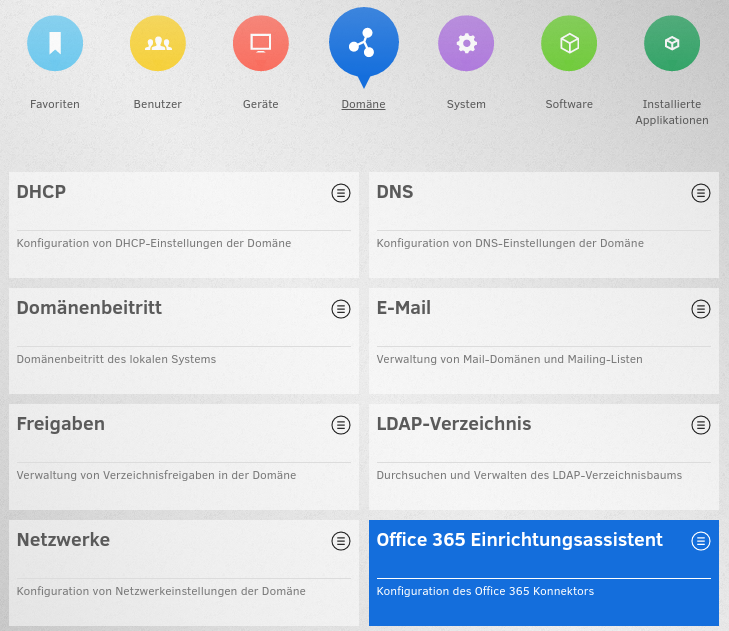 Favoriten
Benutzer
Geräte
Domäne
System
Software
Installierte
Applikationen
DHCP
Konfiguration von DHCP-Einstellungen der Domäne
DNS
Konfiguration von DNS-Einstellungen der Domäne
Domänenbeitritt
Domänenbeitritt des lokalen Systems
E-Mail
Verwaltung von Mail-Domänen und Mailing-Listen
Freigaben
Verwaltung von Verzeichnisfreigaben in der Domäne
LDAP-Verzeichnis
Durchsuchen und Verwalten des LDAP-Verzeichnisbaums
Netzwerke
Konfiguration von Netzwerkeinstellungen der Domäne
Office 365 Einrichtungsassistent
Konfiguration des Office 365 Konnektors